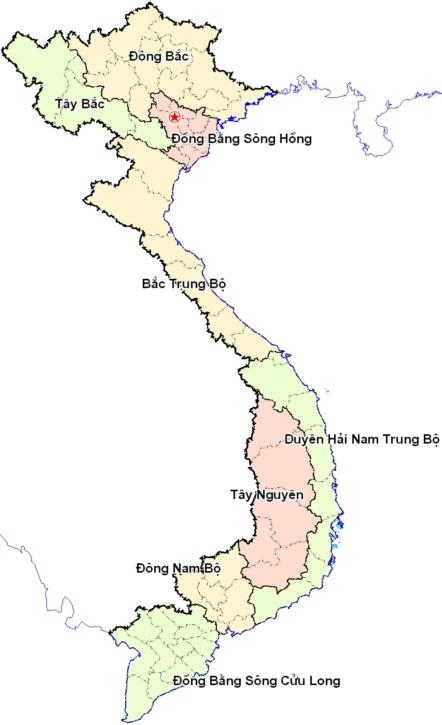 Đông Bắc
Tây Bắc
Đồng Bằng Sông Hồng
Bắc Trung Bộ
Duyên Hải Nam Trung Bộ
Tây Nguyên
Đông Nam Bộ
Đồng Bằng Sông Cửu Long